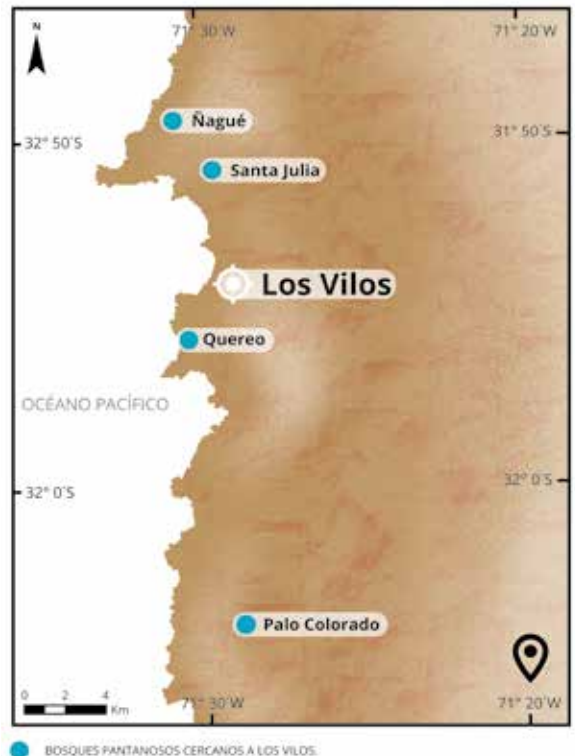 N
71° 30´W
71° 20´W
Ñagué
32° 50´S
31° 50´S
Santa Julia
Los Vilos
Quereo
OCÉANO PACÍFICO
32° 0´S
32° 0´S
Palo Colorado
0 2 4
Km
71° 30´W
71° 20´W
BOSQUES PANTANOSOS CERCANOS A LOS VILOS.